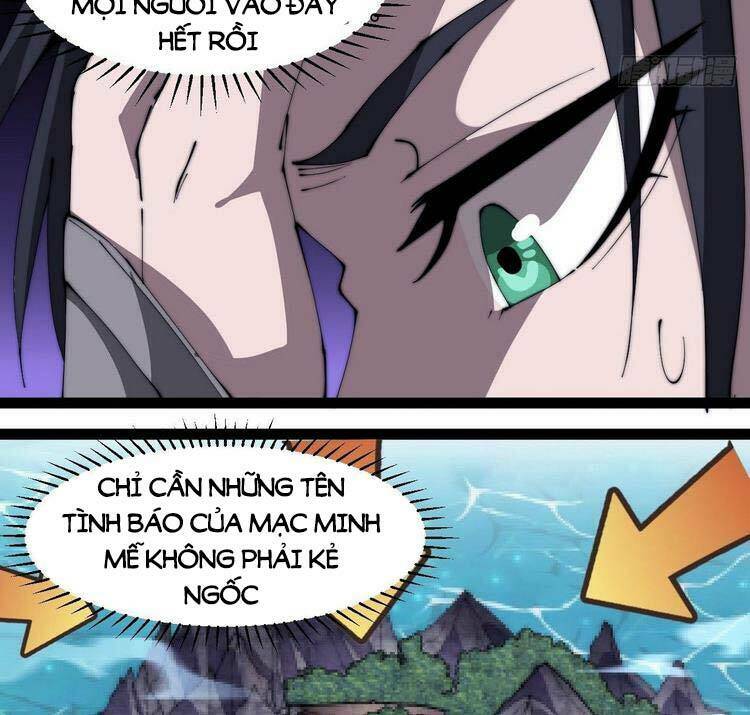 MỌI NGƯỜI VÀO ĐÂY
HẾT RỒI
CHỈ CẦN NHỮNG TÊN
TÌNH BÁO CỦA MẠC MINH
MẼ KHÔNG PHẢI KẺ
NGỐC